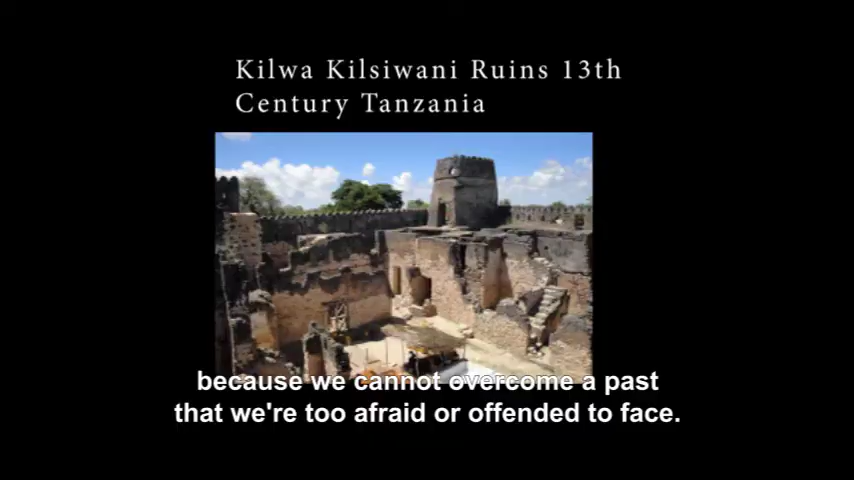 Kilwa Kilsiwani Ruins 13th
Century Tanzania
because we cannot overcome a past
that we're too afraid or offended to face.